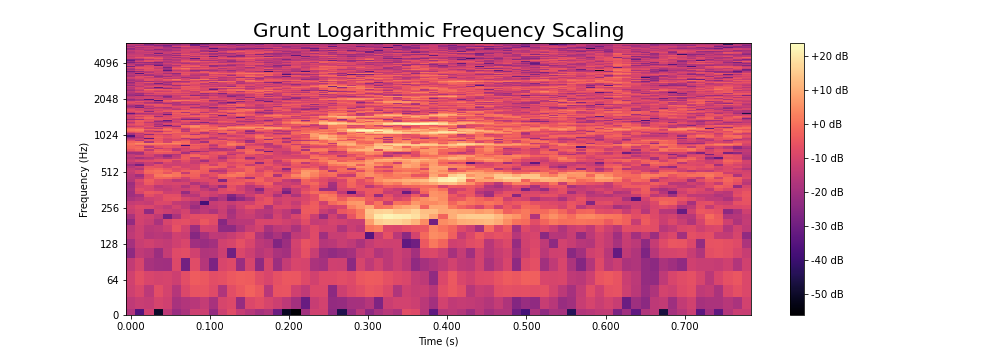 Grunt Logarithmic Frequency Scaling
Frequency (Hz)
4096
2048
1024
512
256
128
64
0
0.000 0.100 0.200 0.300 0.400 0.500 0.600 0.700
Time (s)
+20 dB
+10 dB
+0 dB
-10 dB
-20 dB
-30 dB
-40 dB
-50 dB